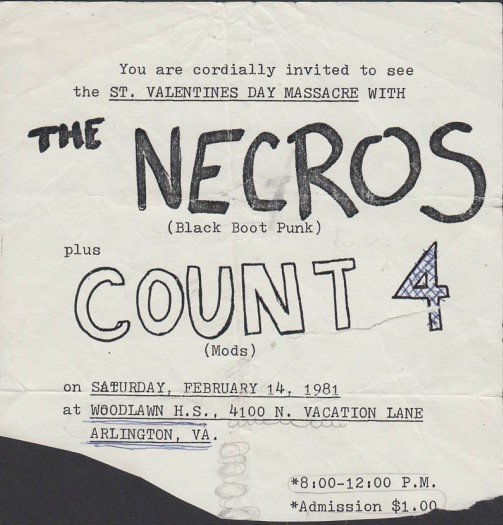 You are cordially invited to see
the ST. VALENTINES DAY MASSACRE WITH
THE NECROS
(Black Boot Punk)
plus
COUNT 4
(Mods)
on SATURDAY, FEBRUARY 14, 1981
at WOODLAWN H.S., 4100 N. VACATION LANE
ARLINGTON, VA.
*8:00-12:00 P.M.
*Admission $1.00